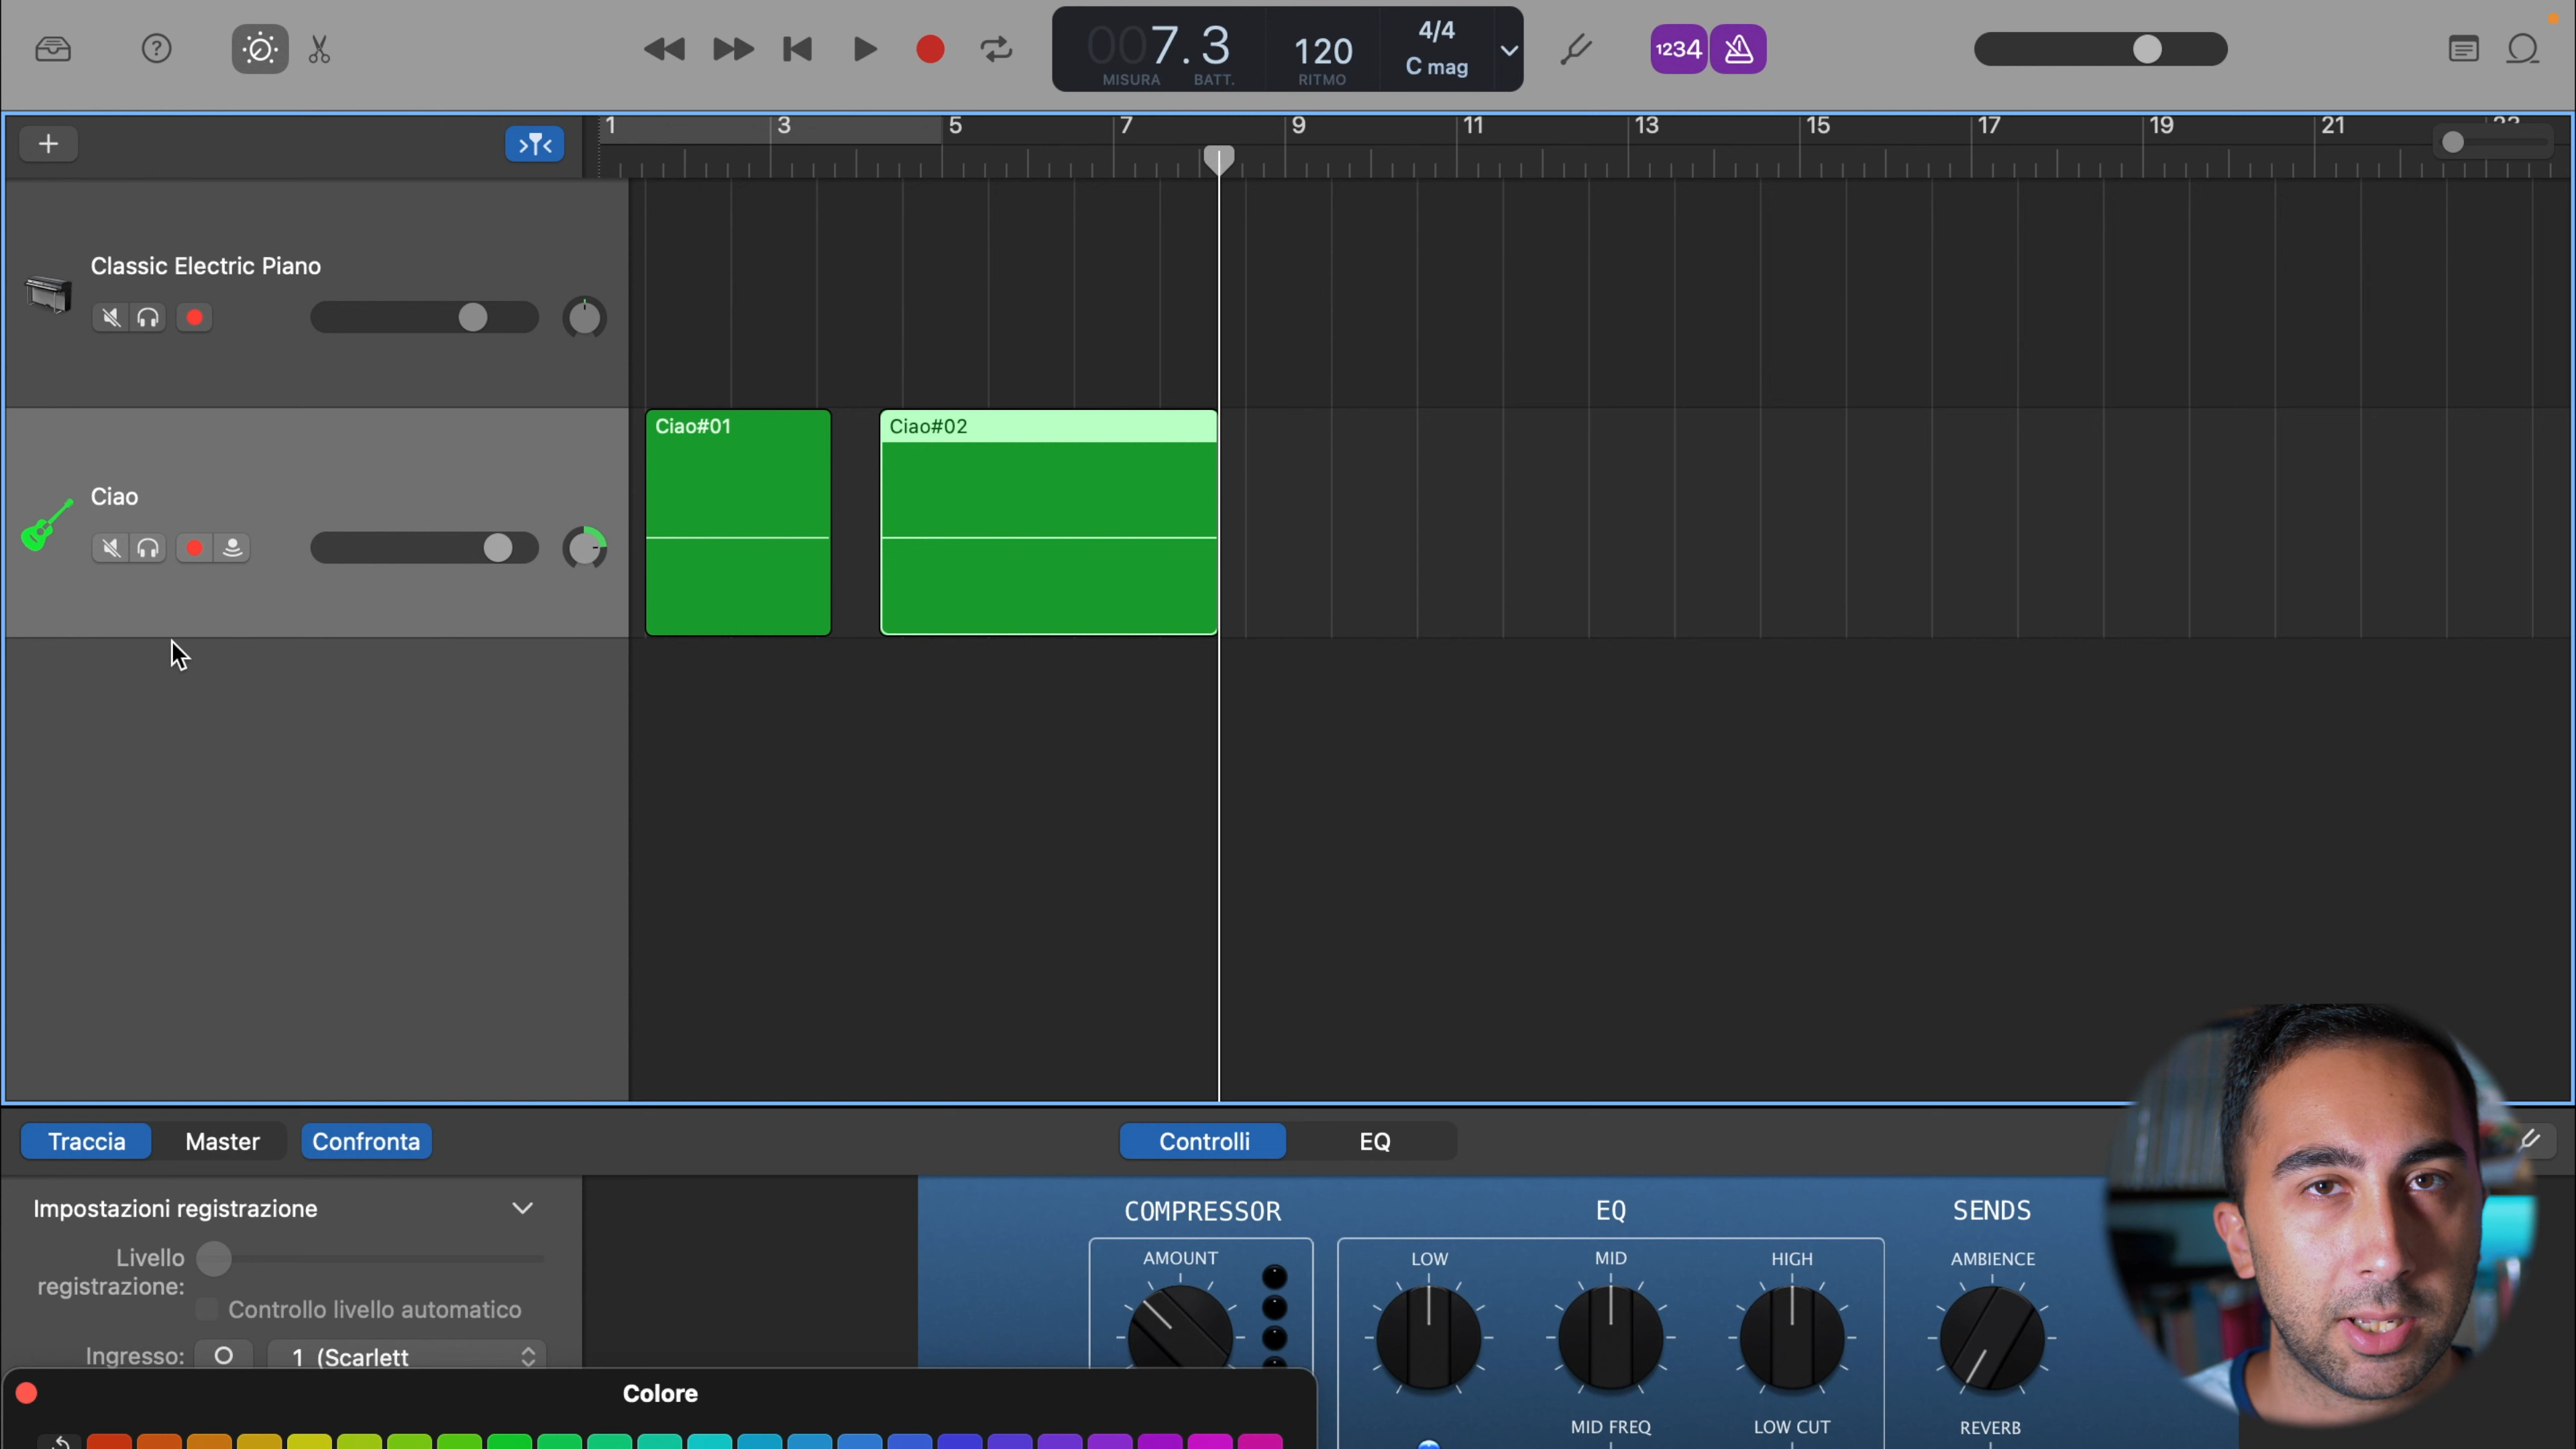 007.3
MISURA BATT.
120
RITMO
4/4
C mag
1234
1 3 5 7 9 11 13 15 17 19 21
Classic Electric Piano
Ciao
Ciao#01
Ciao#02
Traccia Master Confronta
Controlli EQ
Impostazioni registrazione
Livello
registrazione:
Controllo livello automatico
Ingresso: 1 (Scarlett
COMPRESSOR
AMOUNT
EQ
LOW MID HIGH
MID FREQ LOW CUT
SENDS
AMBIENCE
REVERB
Colore